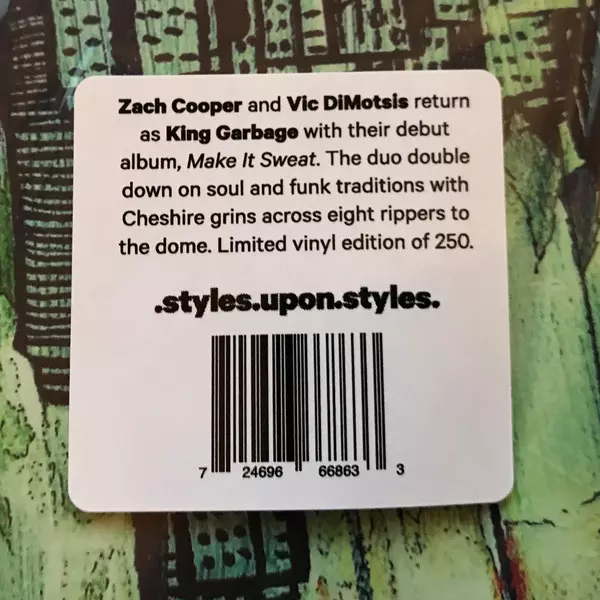 Zach Cooper and Vic DiMotsis return
as King Garbage with their debut
album, Make It Sweat. The duo double
down on soul and funk traditions with
Cheshire grins across eight rippers to
the dome. Limited vinyl edition of 250.
.styles.upon.styles.
7 24696 66863 3